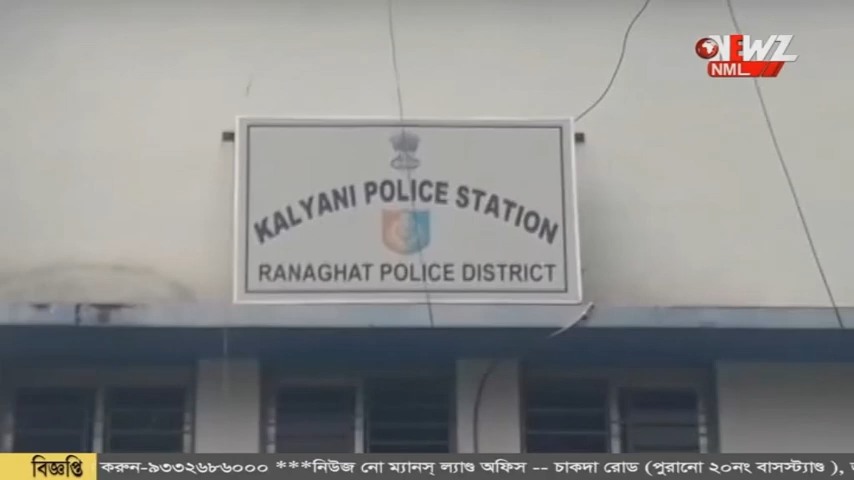 NEWZ
NML
KALYANI POLICE STATION
RANAGHAT POLICE DISTRICT
বিজ্ঞপ্তি করুন-৯৩৩২৬৮৬০০০ ***নিউজ নো ম্যানস্ ল্যাণ্ড অফিস -- চাকদা রোড (পুরানো ২০নং বাসস্ট্যাণ্ড ),